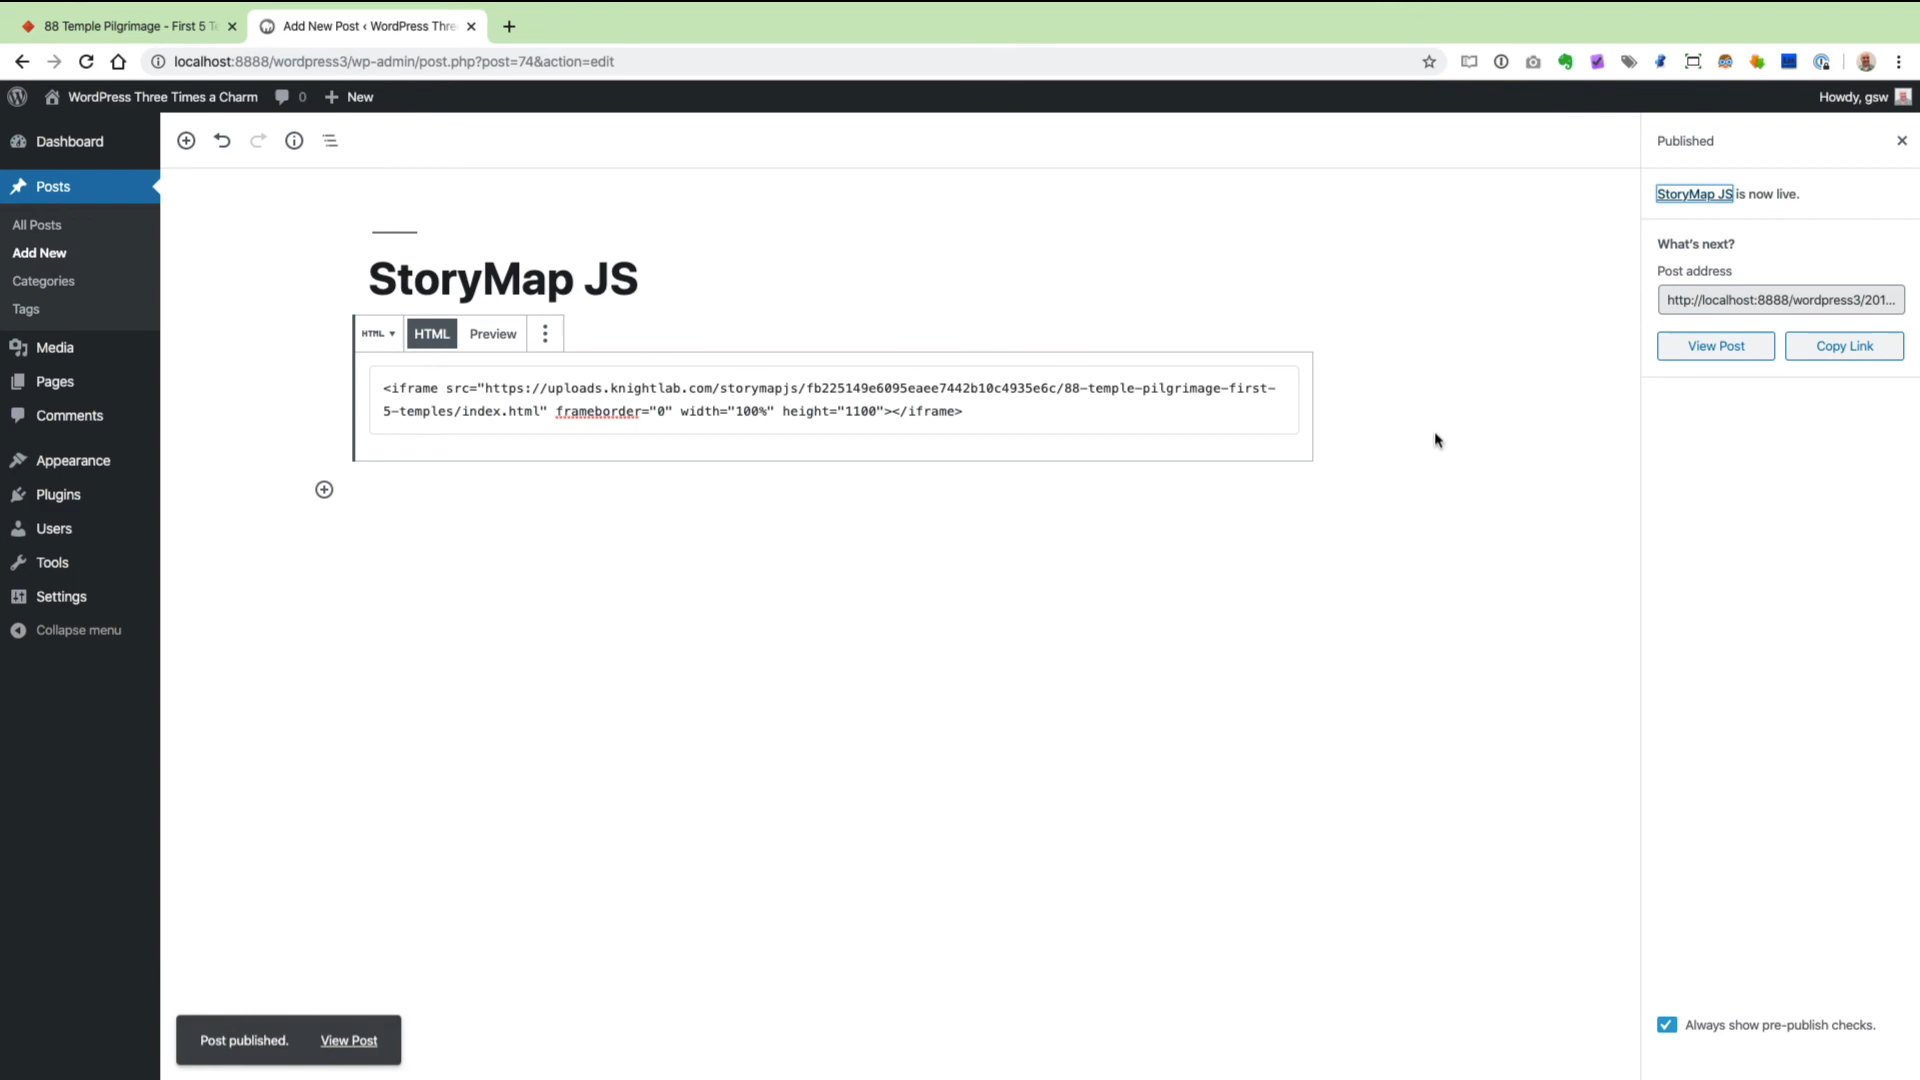 88 Temple Pilgrimage - First 5 Te
Add New Post ‹ WordPress Thre
localhost:8888/wordpress3/wp-admin/post.php?post=74&action=edit
WordPress Three Times a Charm
0
New
Howdy, gsw
Dashboard
Posts
All Posts
Add New
Categories
Tags
Media
Pages
Comments
Appearance
Plugins
Users
Tools
Settings
Collapse menu
StoryMap JS
HTML
HTML
Preview
<iframe src="https://uploads.knightlab.com/storymapjs/fb225149e6095eaee7442b10c4935e6c/88-temple-pilgrimage-first-
5-temples/index.html" frameborder="0" width="100%" height="1100"></iframe>
Published
StoryMap JS is now live.
What's next?
Post address
http://localhost:8888/wordpress3/201...
View Post
Copy Link
Always show pre-publish checks.
Post published.
View Post